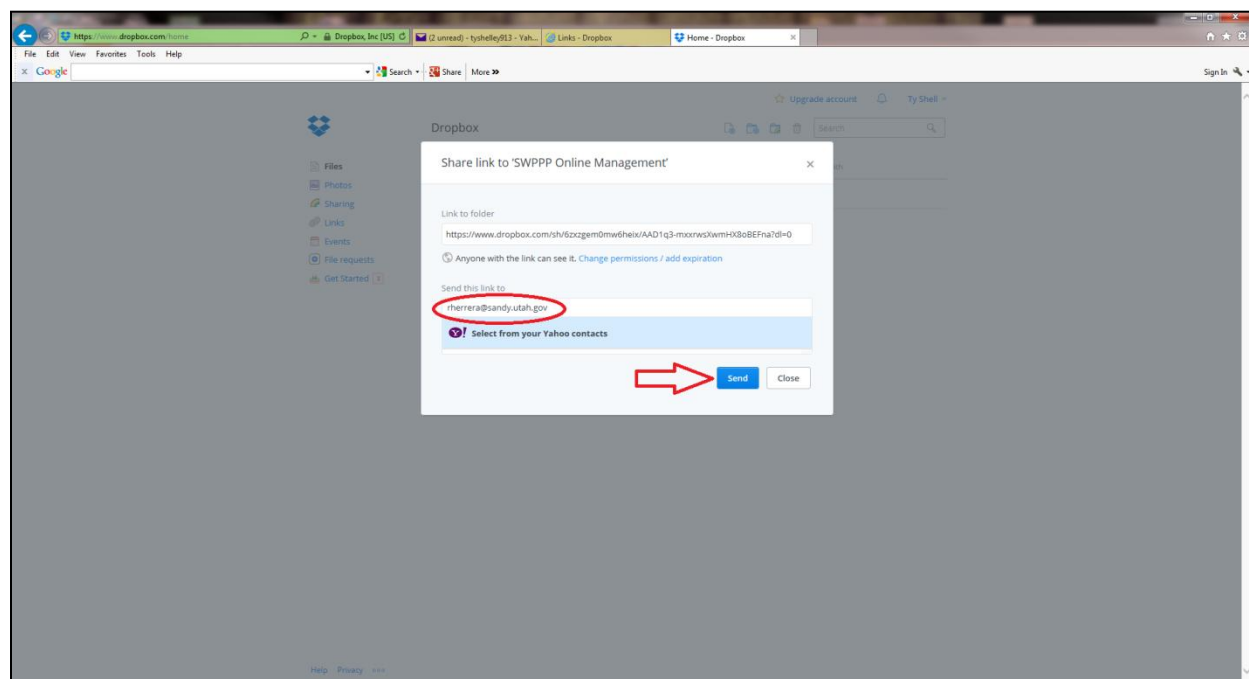 https://www.dropbox.com/home
Dropbox, Inc [US]
(2 unread) - tyshelley913 - Yah...
Links - Dropbox
Home - Dropbox
File Edit View Favorites Tools Help
x Google Search Share More » Sign In
Upgrade account Ty Shell
Dropbox
Search
Share link to 'SWPPP Online Management'
Files
Photos
Sharing
Links
Events
File requests
Get Started
Link to folder
https://www.dropbox.com/sh/6zxzgem0mw6heix/AAD1q3-mxxrwsXwmHX8oBEFna?dl=0
Anyone with the link can see it. Change permissions / add expiration
Send this link to
rherrera@sandy.utah.gov
Y! Select from your Yahoo contacts
Send Close
Help Privacy •••